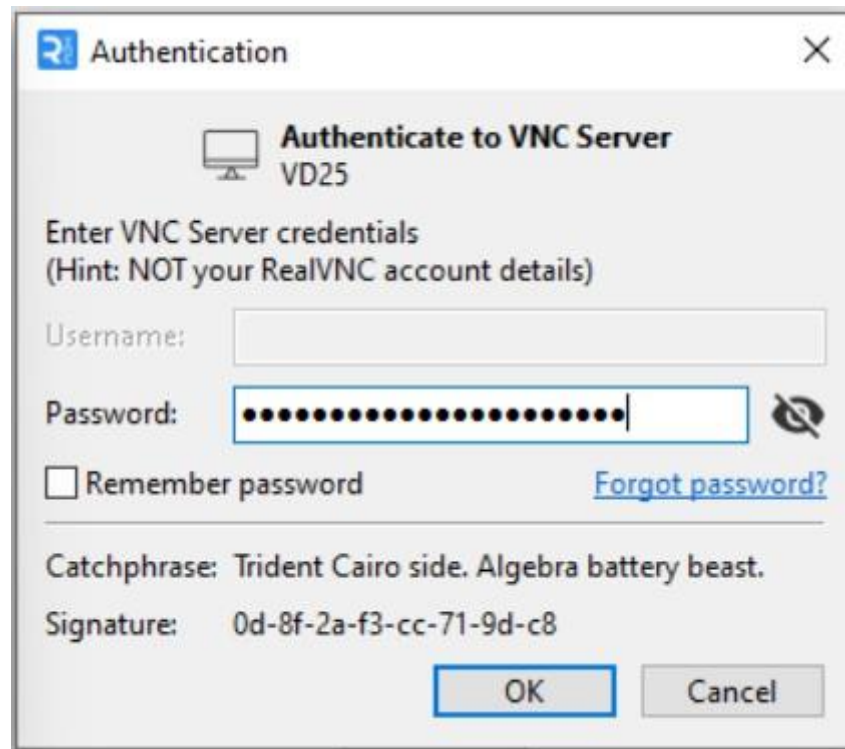 Authentication
Authenticate to VNC Server
VD25
Enter VNC Server credentials
(Hint: NOT your RealVNC account details)
Username:
Password: ●●●●●●●●●●●●●●●●●●●●●●
Remember password Forgot password?
Catchphrase: Trident Cairo side. Algebra battery beast.
Signature: 0d-8f-2a-f3-cc-71-9d-c8
OK Cancel